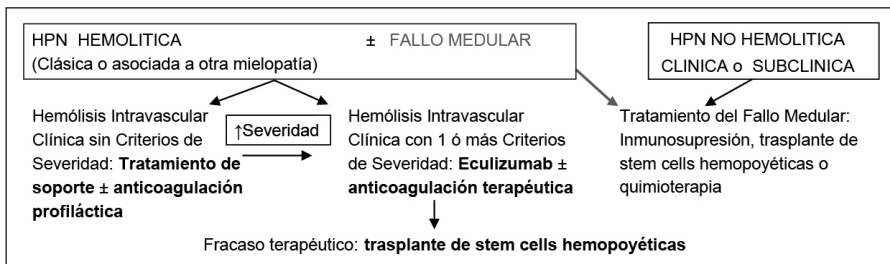 HPN HEMOLITICA ± FALLO MEDULAR
(Clásica o asociada a otra mielopatía)
HPN NO HEMOLITICA
CLINICA o SUBCLINICA
Hemólisis Intravascular
Clínica sin Criterios de
Severidad: Tratamiento de
soporte ± anticoagulación
profiláctica
↑Severidad
Hemólisis Intravascular
Clínica con 1 ó más Criterios
de Severidad: Eculizumab ±
anticoagulación terapéutica
Tratamiento del Fallo Medular:
Inmunosupresión, trasplante de
stem cells hemopoyéticas o
quimioterapia
Fracaso terapéutico: trasplante de stem cells hemopoyéticas